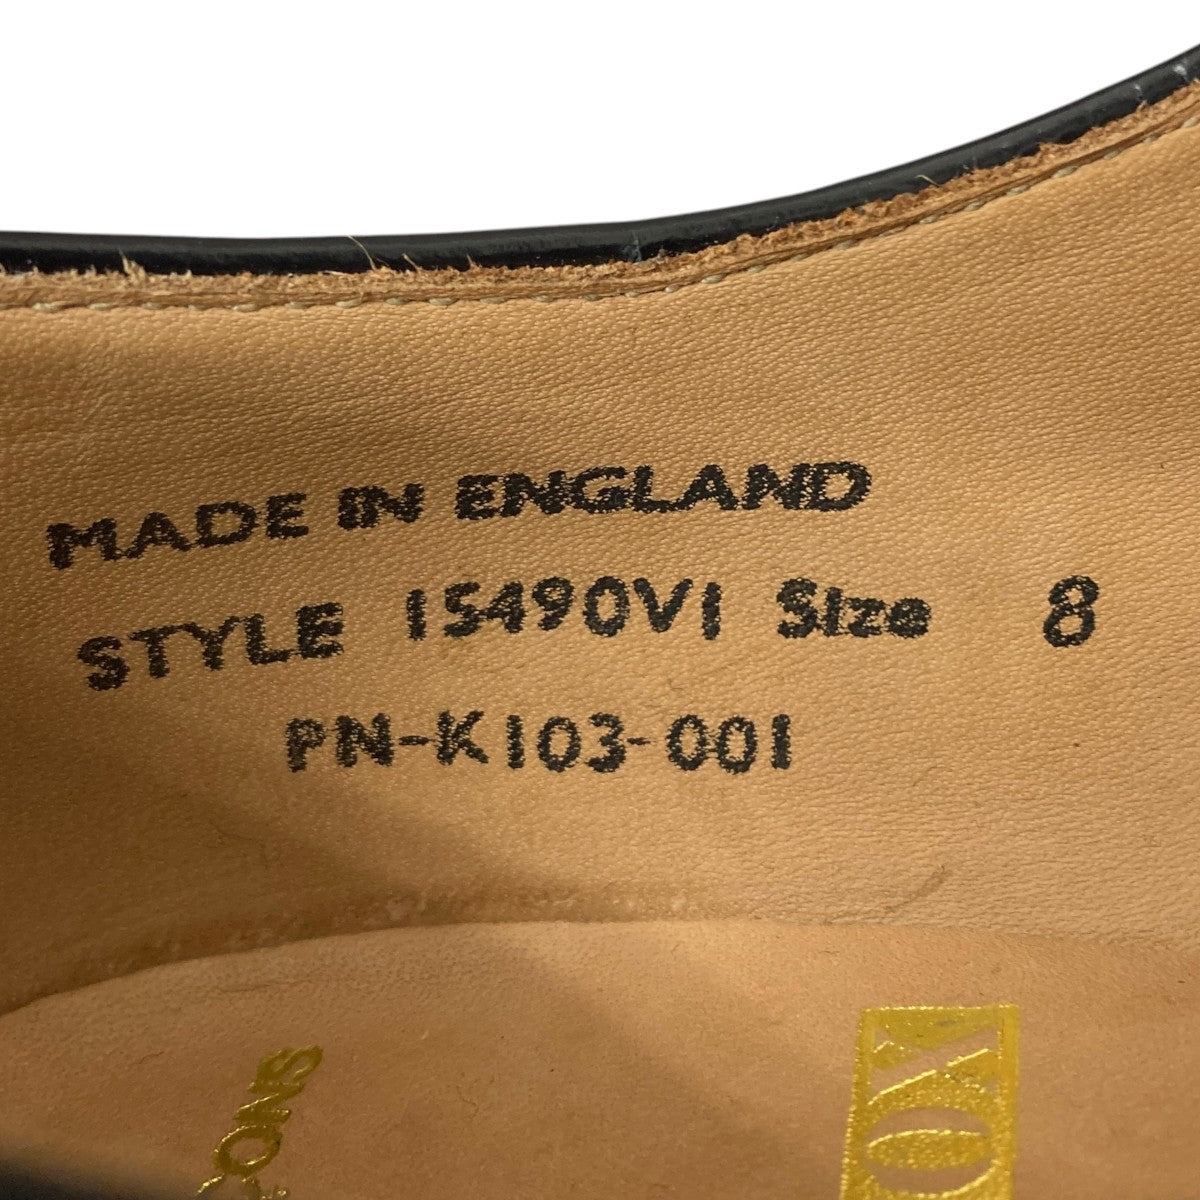 MADE IN ENGLAND
STYLE 15490V1 Size 8
PN-K103-001